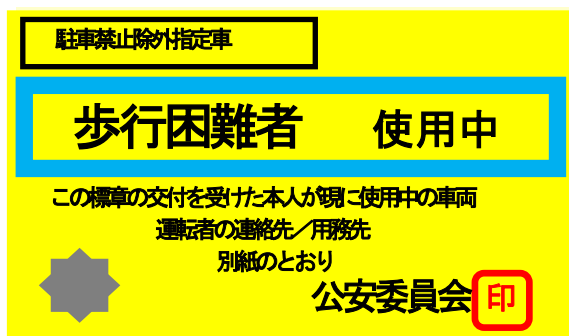 駐車禁止除外指定車
歩行困難者 使用中
この標章の交付を受けた本人が現に使用中の車両
運転者の連絡先／用務先
別紙のとおり
公安委員会 印